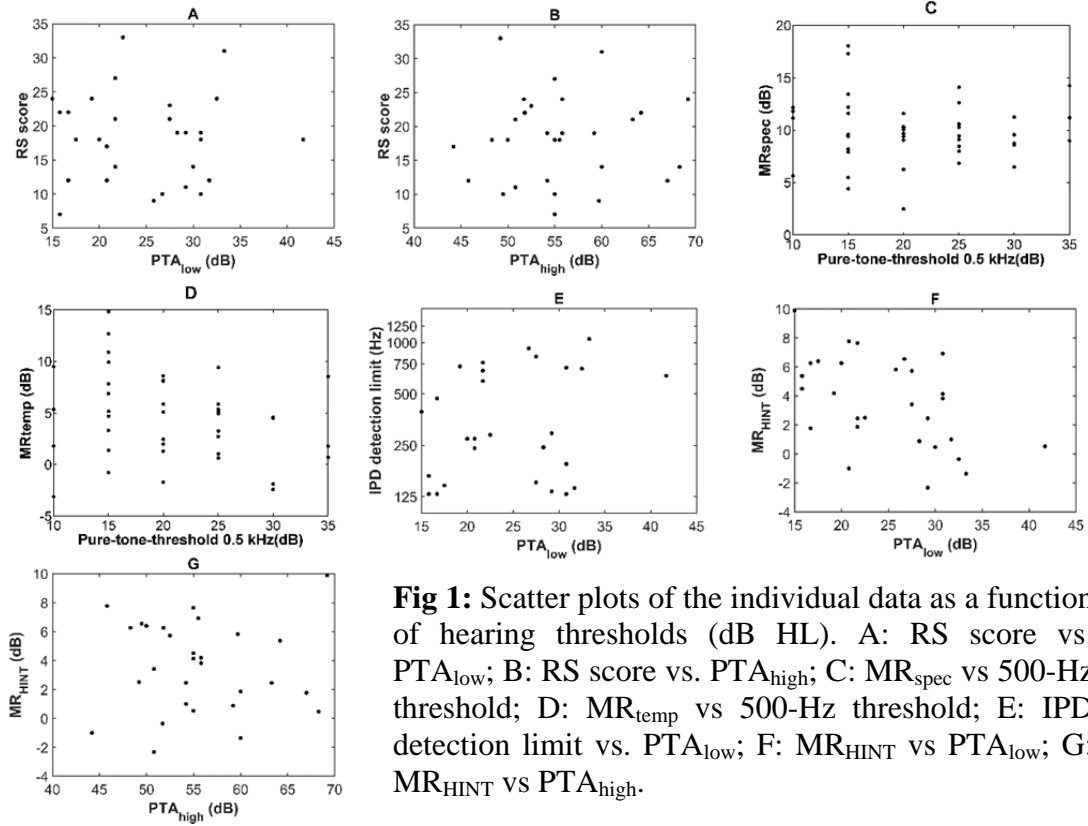 A
35
30
25
20
15
10
5
15 20 25 30 35 40 45
RS score
PTAlow (dB)
B
35
30
25
20
15
10
5
40 45 50 55 60 65 70
RS score
PTAhigh (dB)
C
20
15
10
5
0
10 15 20 25 30 35
MRspec (dB)
Pure-tone-threshold 0.5 kHz(dB)
D
15
10
5
0
-5
10 15 20 25 30 35
MRtemp (dB)
Pure-tone-threshold 0.5 kHz(dB)
E
1250
1000
750
500
250
125
15 20 25 30 35 40 45
IPD detection limit (Hz)
PTAlow (dB)
F
10
8
6
4
2
0
-2
-4
15 20 25 30 35 40 45
MRHINT (dB)
PTAlow (dB)
G
10
8
6
4
2
0
-2
-4
40 45 50 55 60 65 70
MRHINT (dB)
PTAhigh (dB)
Fig 1: Scatter plots of the individual data as a function
of hearing thresholds (dB HL). A: RS score vs.
PTAlow; B: RS score vs. PTAhigh; C: MRspec vs 500-Hz
threshold; D: MRtemp vs 500-Hz threshold; E: IPD
detection limit vs. PTAlow; F: MRHINT vs PTAlow; G:
MRHINT vs PTAhigh.